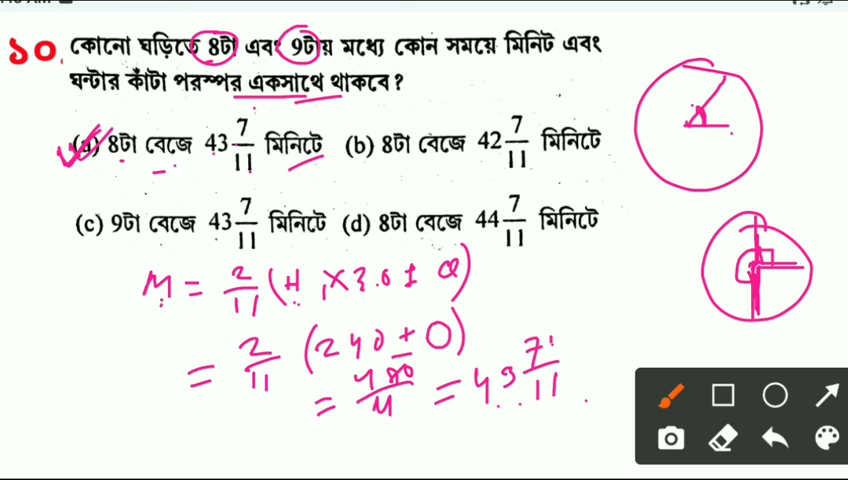 ১০. কোনো ঘড়িতে 8টা এবং 9টায় মধ্যে কোন সময়ে মিনিট এবং
ঘন্টার কাঁটা পরস্পর একসাথে থাকবে?
(a) 8টা বেজে 43 7/11 মিনিটে (b) 8টা বেজে 42 7/11 মিনিটে
(c) 9টা বেজে 43 7/11 মিনিটে (d) 8টা বেজে 44 7/11 মিনিটে
M = 2/11 (H × 30 ± θ)
= 2/11 (240 ± 0)
= 480/11 = 43 7/11